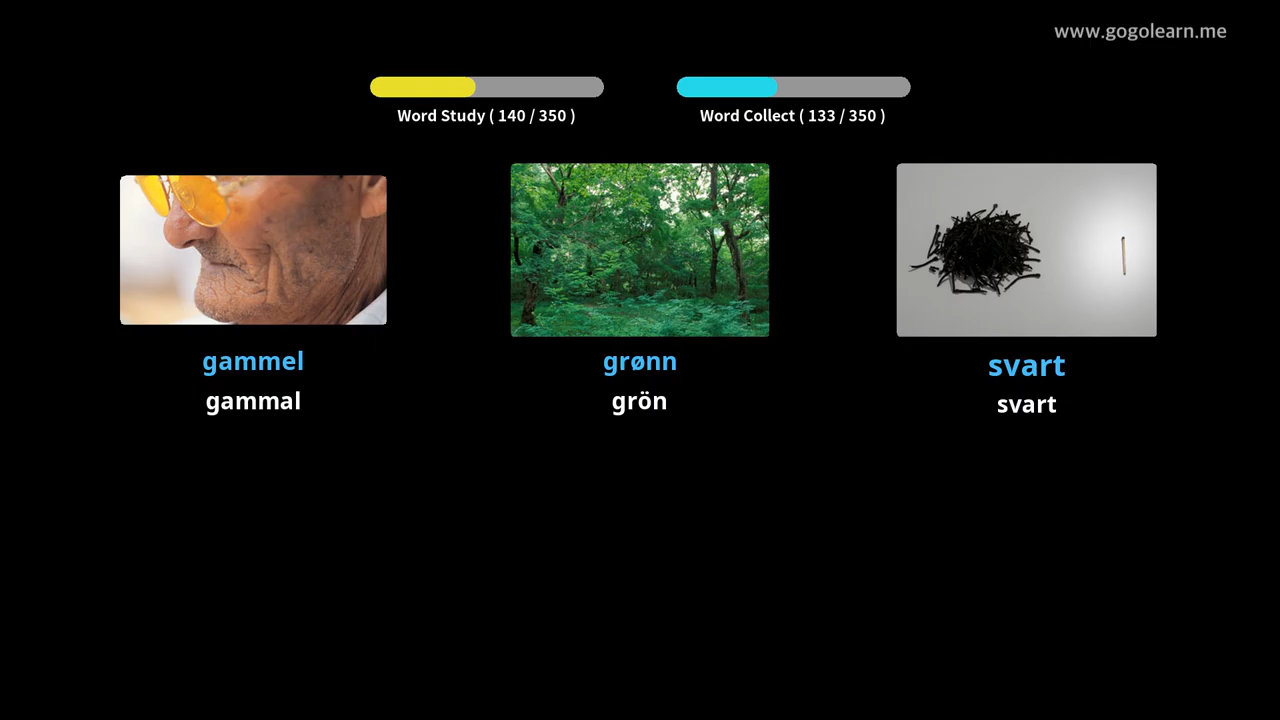 www.gogolearn.me
Word Study ( 140 / 350 )
Word Collect ( 133 / 350 )
gammel
gammal
grønn
grön
svart
svart